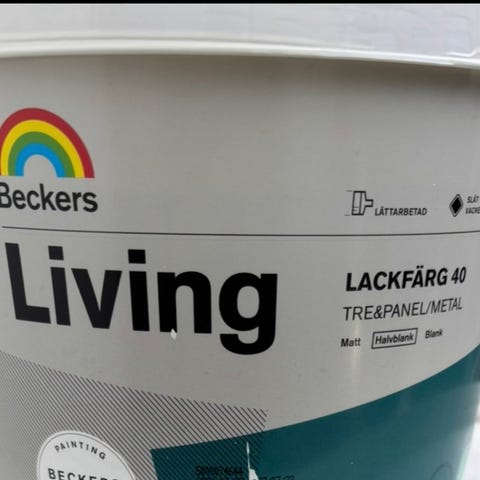 Beckers
LÄTTARBETAD
SLÄT
Living
LACKFÄRG 40
TRE&PANEL/METAL
Matt Halvblank Blank
PAINTING
BECKERS